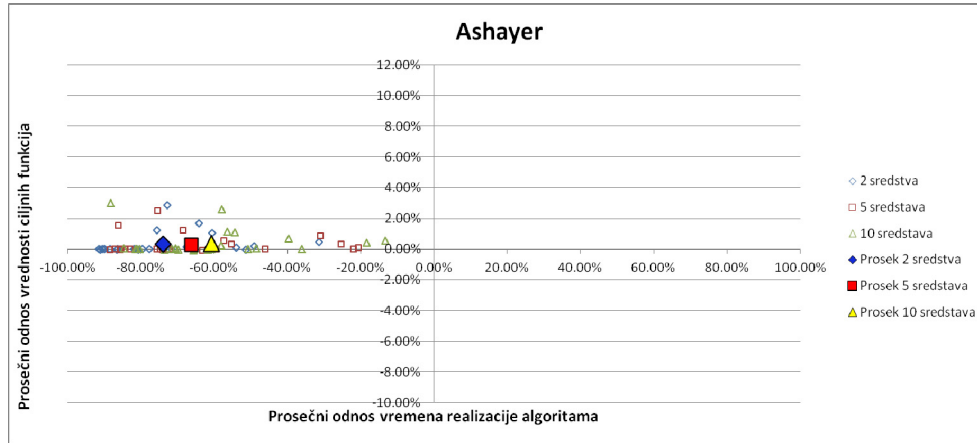 Ashayer
Prosečni odnos vrednosti ciljnih funkcija
12.00%
10.00%
8.00%
6.00%
4.00%
2.00%
0.00%
-100.00% -80.00% -60.00% -40.00% -20.00% 0.00% 20.00% 40.00% 60.00% 80.00% 100.00%
-2.00%
-4.00%
-6.00%
-8.00%
-10.00%
Prosečni odnos vremena realizacije algoritama
2 sredstva
5 sredstava
10 sredstava
Prosek 2 sredstva
Prosek 5 sredstava
Prosek 10 sredstava